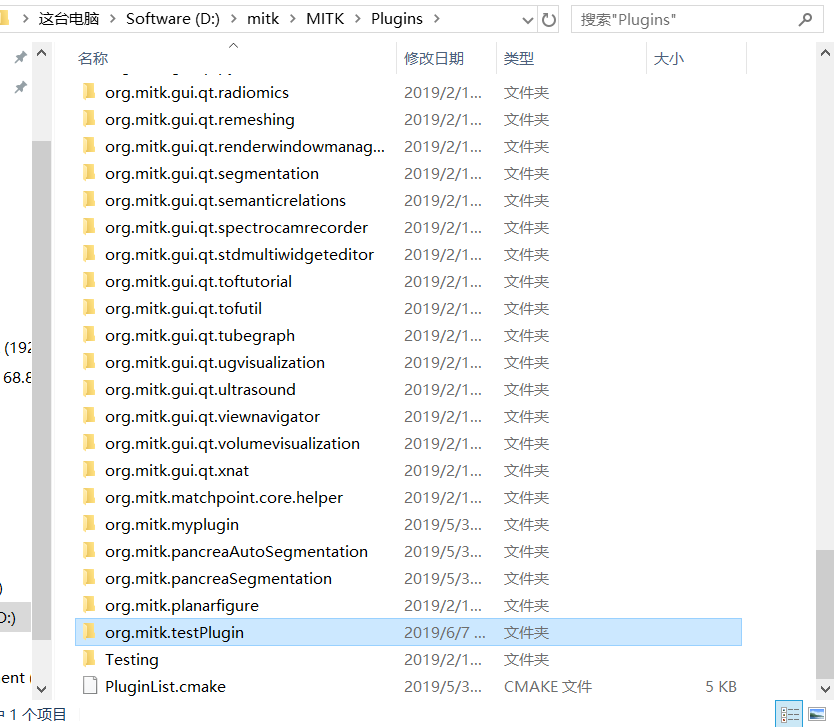 这台电脑 > Software (D:) > mitk > MITK > Plugins >
搜索"Plugins"
名称 修改日期 类型 大小
org.mitk.gui.qt.radiomics 2019/2/1... 文件夹
org.mitk.gui.qt.remeshing 2019/2/1... 文件夹
org.mitk.gui.qt.renderwindowmanag... 2019/2/1... 文件夹
org.mitk.gui.qt.segmentation 2019/2/1... 文件夹
org.mitk.gui.qt.semanticrelations 2019/2/1... 文件夹
org.mitk.gui.qt.spectrocamrecorder 2019/2/1... 文件夹
org.mitk.gui.qt.stdmultiwidgeteditor 2019/2/1... 文件夹
org.mitk.gui.qt.toftutorial 2019/2/1... 文件夹
org.mitk.gui.qt.tofutil 2019/2/1... 文件夹
(192
org.mitk.gui.qt.tubegraph 2019/2/1... 文件夹
org.mitk.gui.qt.ugvisualization 2019/2/1... 文件夹
68.8
org.mitk.gui.qt.ultrasound 2019/2/1... 文件夹
org.mitk.gui.qt.viewnavigator 2019/2/1... 文件夹
org.mitk.gui.qt.volumevisualization 2019/2/1... 文件夹
org.mitk.gui.qt.xnat 2019/2/1... 文件夹
org.mitk.matchpoint.core.helper 2019/2/1... 文件夹
org.mitk.myplugin 2019/5/3... 文件夹
org.mitk.pancreaAutoSegmentation 2019/5/3... 文件夹
org.mitk.pancreaSegmentation 2019/5/3... 文件夹
)
org.mitk.planarfigure 2019/2/1... 文件夹
D:)
org.mitk.testPlugin 2019/6/7 ... 文件夹
Testing 2019/2/1... 文件夹
ent (
PluginList.cmake 2019/5/3... CMAKE 文件 5 KB
中 1 个项目